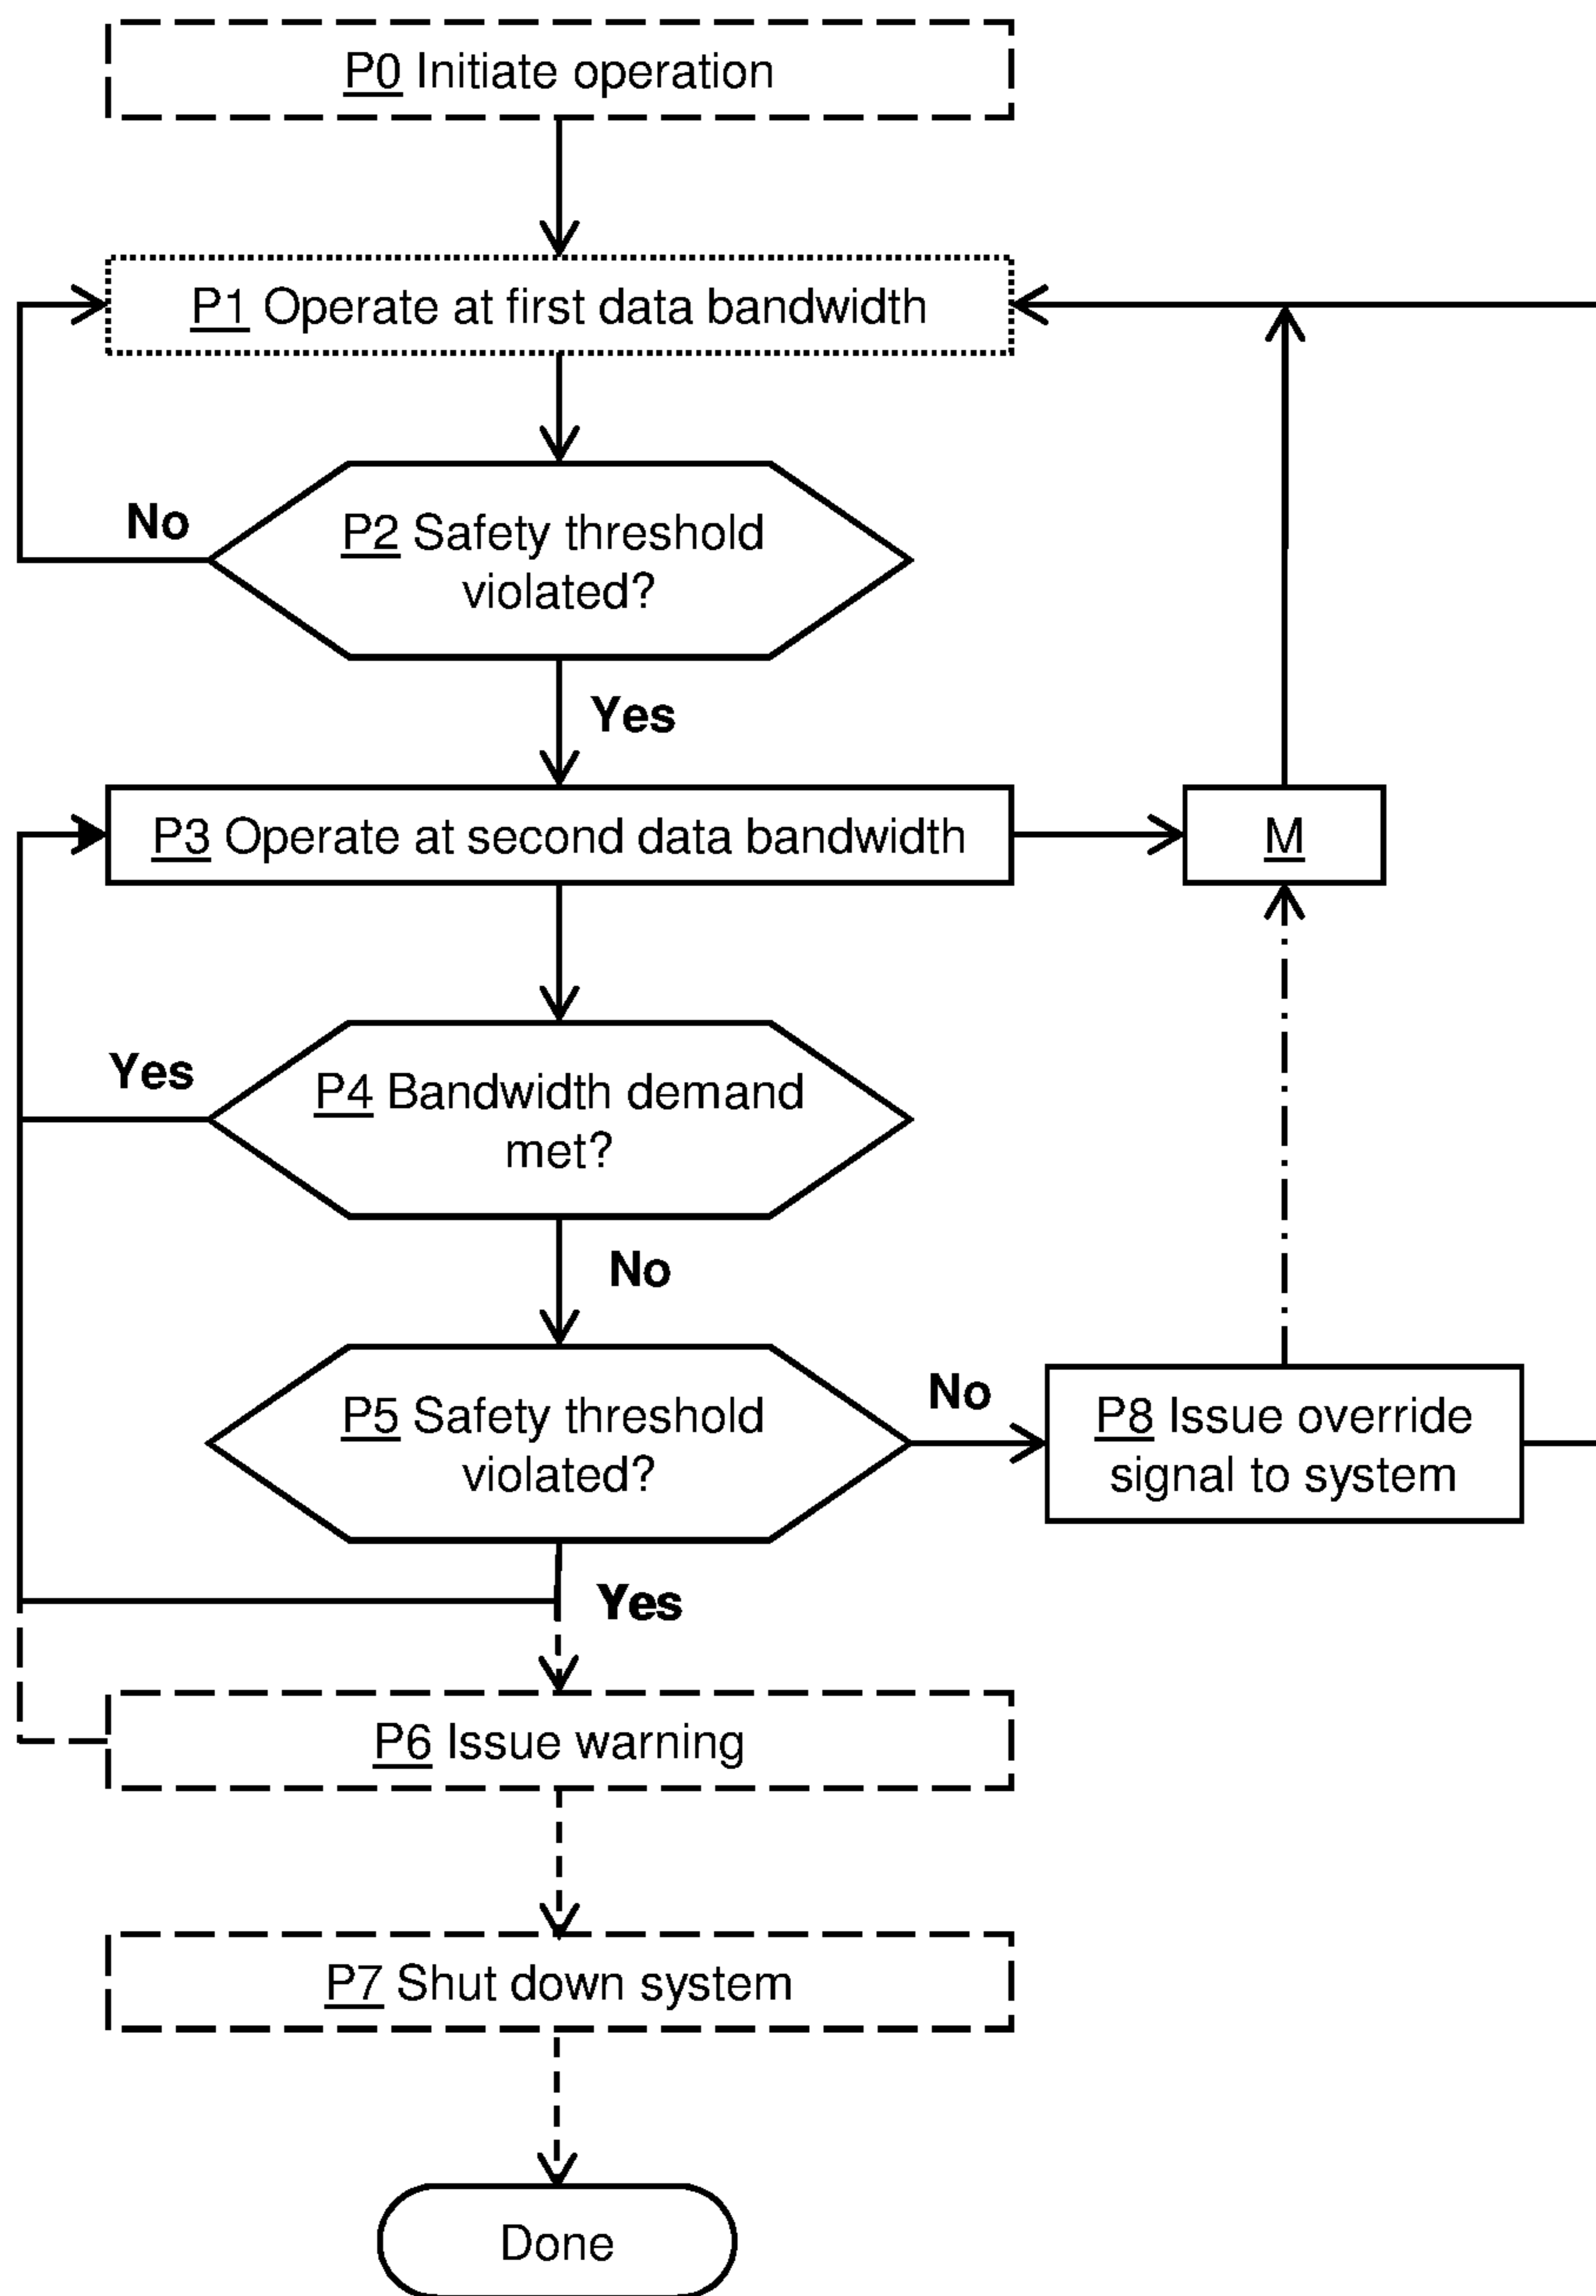 P0 Initiate operation
P1 Operate at first data bandwidth
No
P2 Safety threshold
violated?
Yes
P3 Operate at second data bandwidth
M
Yes
P4 Bandwidth demand
met?
No
P5 Safety threshold
violated?
No
P8 Issue override
signal to system
Yes
P6 Issue warning
P7 Shut down system
Done